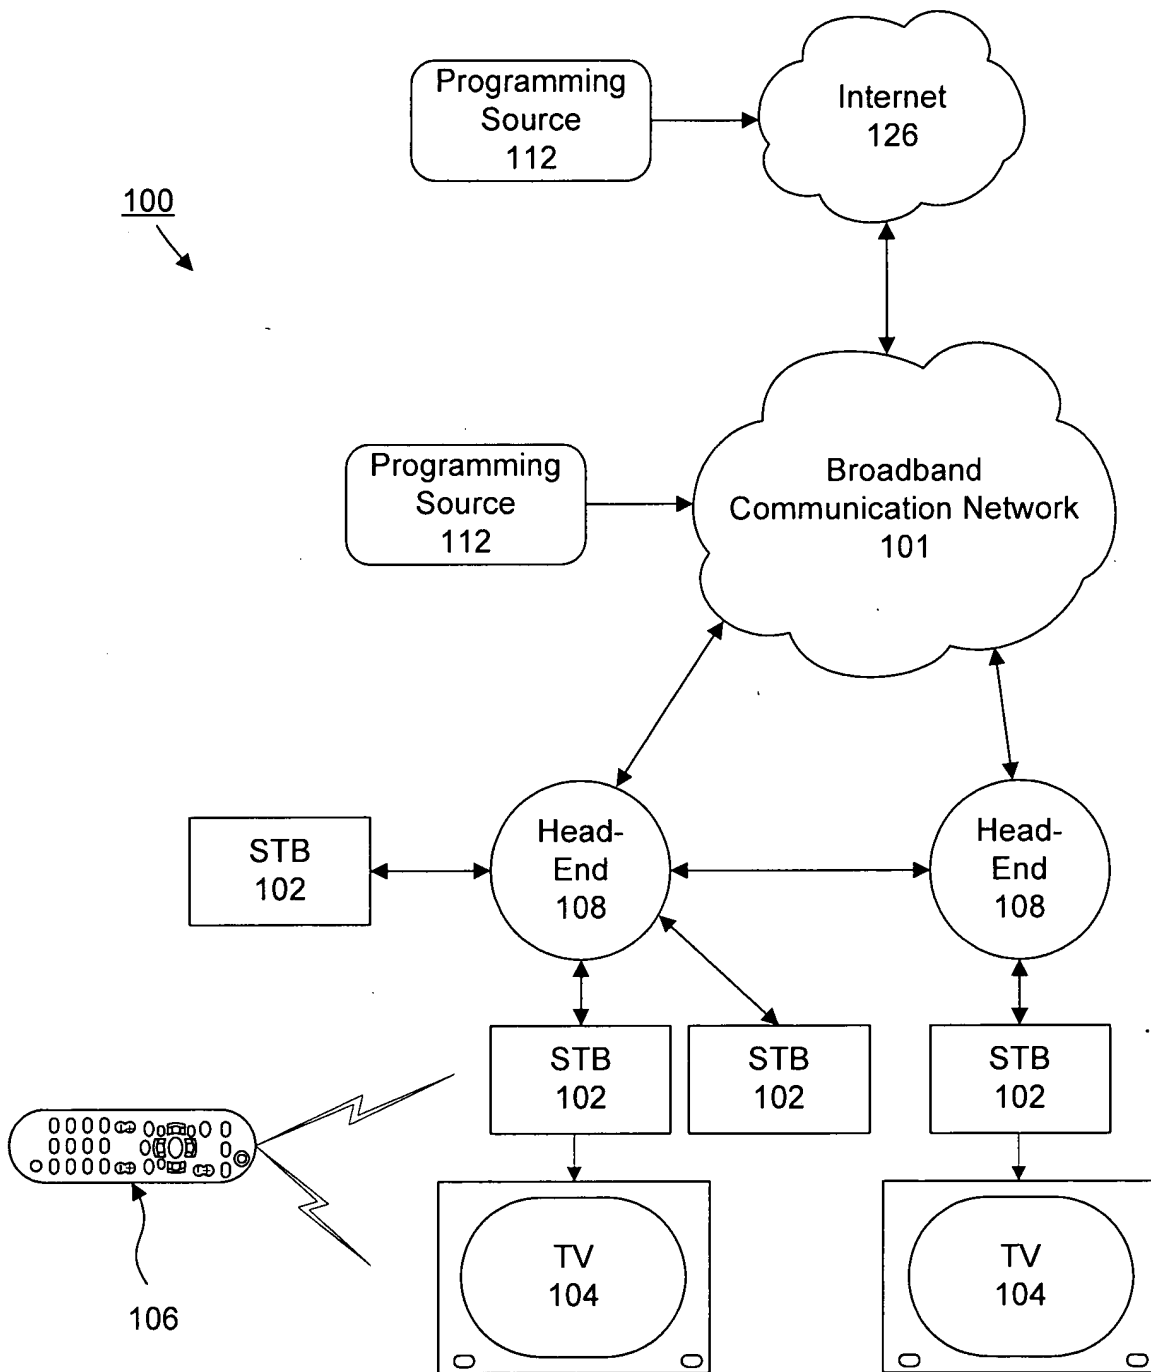 Programming
Source
112
Internet
126
100
Programming
Source
112
Broadband
Communication Network
101
STB
102
Head-
End
108
Head-
End
108
STB
102
STB
102
STB
102
106
TV
104
TV
104